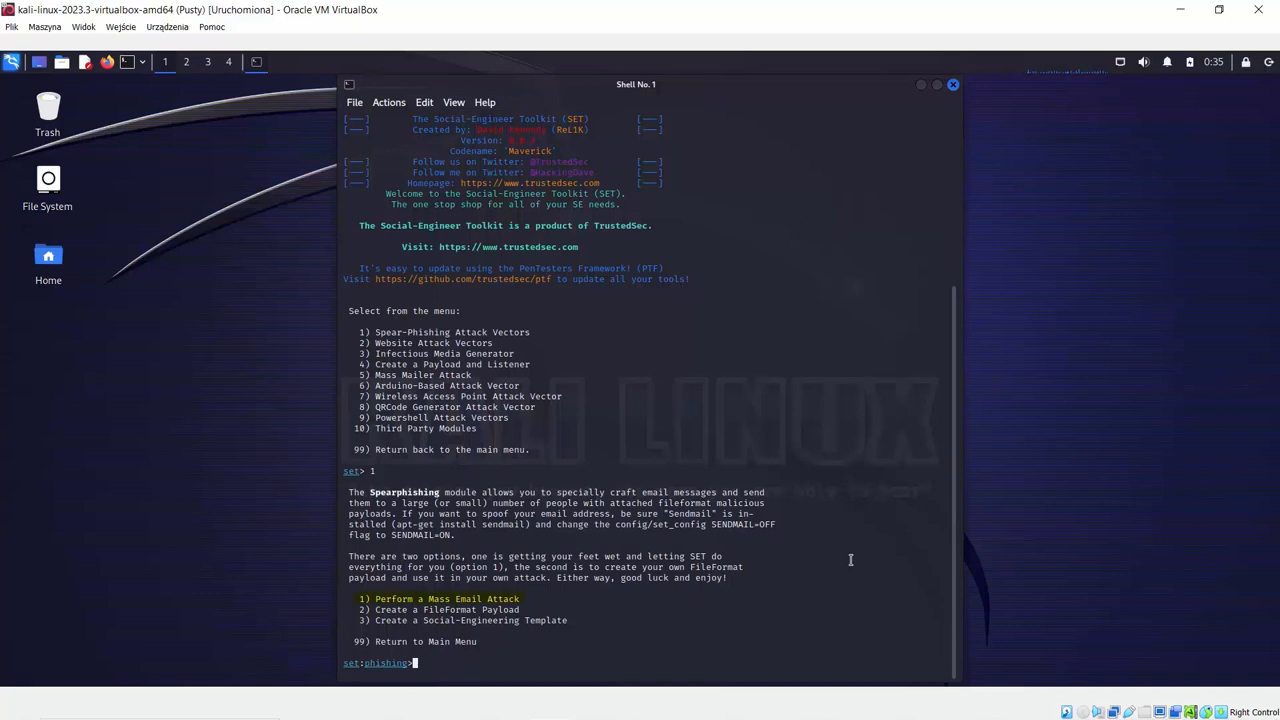 kali-linux-2023.3-virtualbox-amd64 (Pusty) [Uruchomiona] - Oracle VM VirtualBox
Plik Maszyna Widok Wejście Urządzenia Pomoc
1 2 3 4 0:35
Shell No. 1
File Actions Edit View Help
Trash
File System
Home
[---] The Social-Engineer Toolkit (SET) [---]
[---] Created by: David Kennedy (ReL1K) [---]
Version:
Codename: 'Maverick'
[---] Follow us on Twitter: @TrustedSec [---]
[---] Follow me on Twitter: @HackingDave [---]
[---] Homepage: https://www.trustedsec.com [---]
Welcome to the Social-Engineer Toolkit (SET).
The one stop shop for all of your SE needs.
The Social-Engineer Toolkit is a product of TrustedSec.
Visit: https://www.trustedsec.com
It's easy to update using the PenTesters Framework! (PTF)
Visit https://github.com/trustedsec/ptf to update all your tools!
Select from the menu:
1) Spear-Phishing Attack Vectors
2) Website Attack Vectors
3) Infectious Media Generator
4) Create a Payload and Listener
5) Mass Mailer Attack
6) Arduino-Based Attack Vector
7) Wireless Access Point Attack Vector
8) QRCode Generator Attack Vector
9) Powershell Attack Vectors
10) Third Party Modules
99) Return back to the main menu.
set> 1
The Spearphishing module allows you to specially craft email messages and send
them to a large (or small) number of people with attached fileformat malicious
payloads. If you want to spoof your email address, be sure "Sendmail" is in-
stalled (apt-get install sendmail) and change the config/set_config SENDMAIL=OFF
flag to SENDMAIL=ON.
There are two options, one is getting your feet wet and letting SET do
everything for you (option 1), the second is to create your own FileFormat
payload and use it in your own attack. Either way, good luck and enjoy!
1) Perform a Mass Email Attack
2) Create a FileFormat Payload
3) Create a Social-Engineering Template
99) Return to Main Menu
set:phishing>
KALI LINUX
Right Control